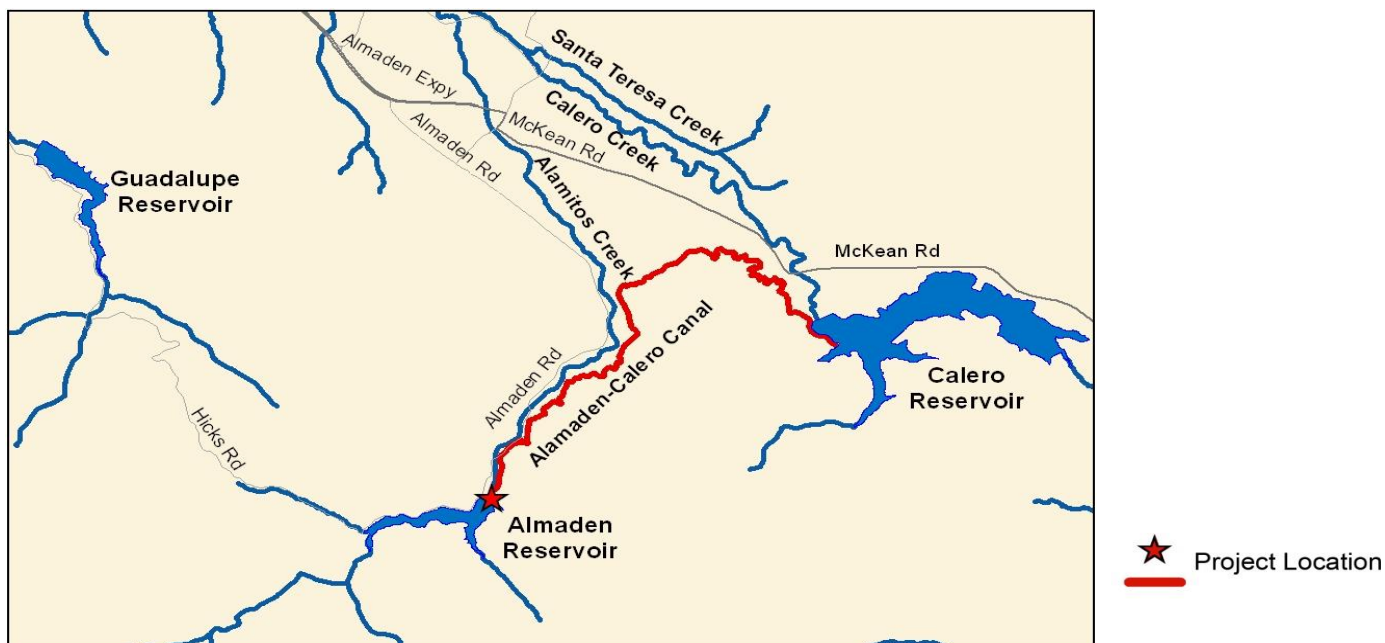 Santa Teresa Creek
Almaden Expy
Calero Creek
Almaden Rd
McKean Rd
Alamitos Creek
Guadalupe
Reservoir
McKean Rd
Almaden Rd
Alamaden-Calero Canal
Calero
Reservoir
Hicks Rd
Almaden
Reservoir
Project Location